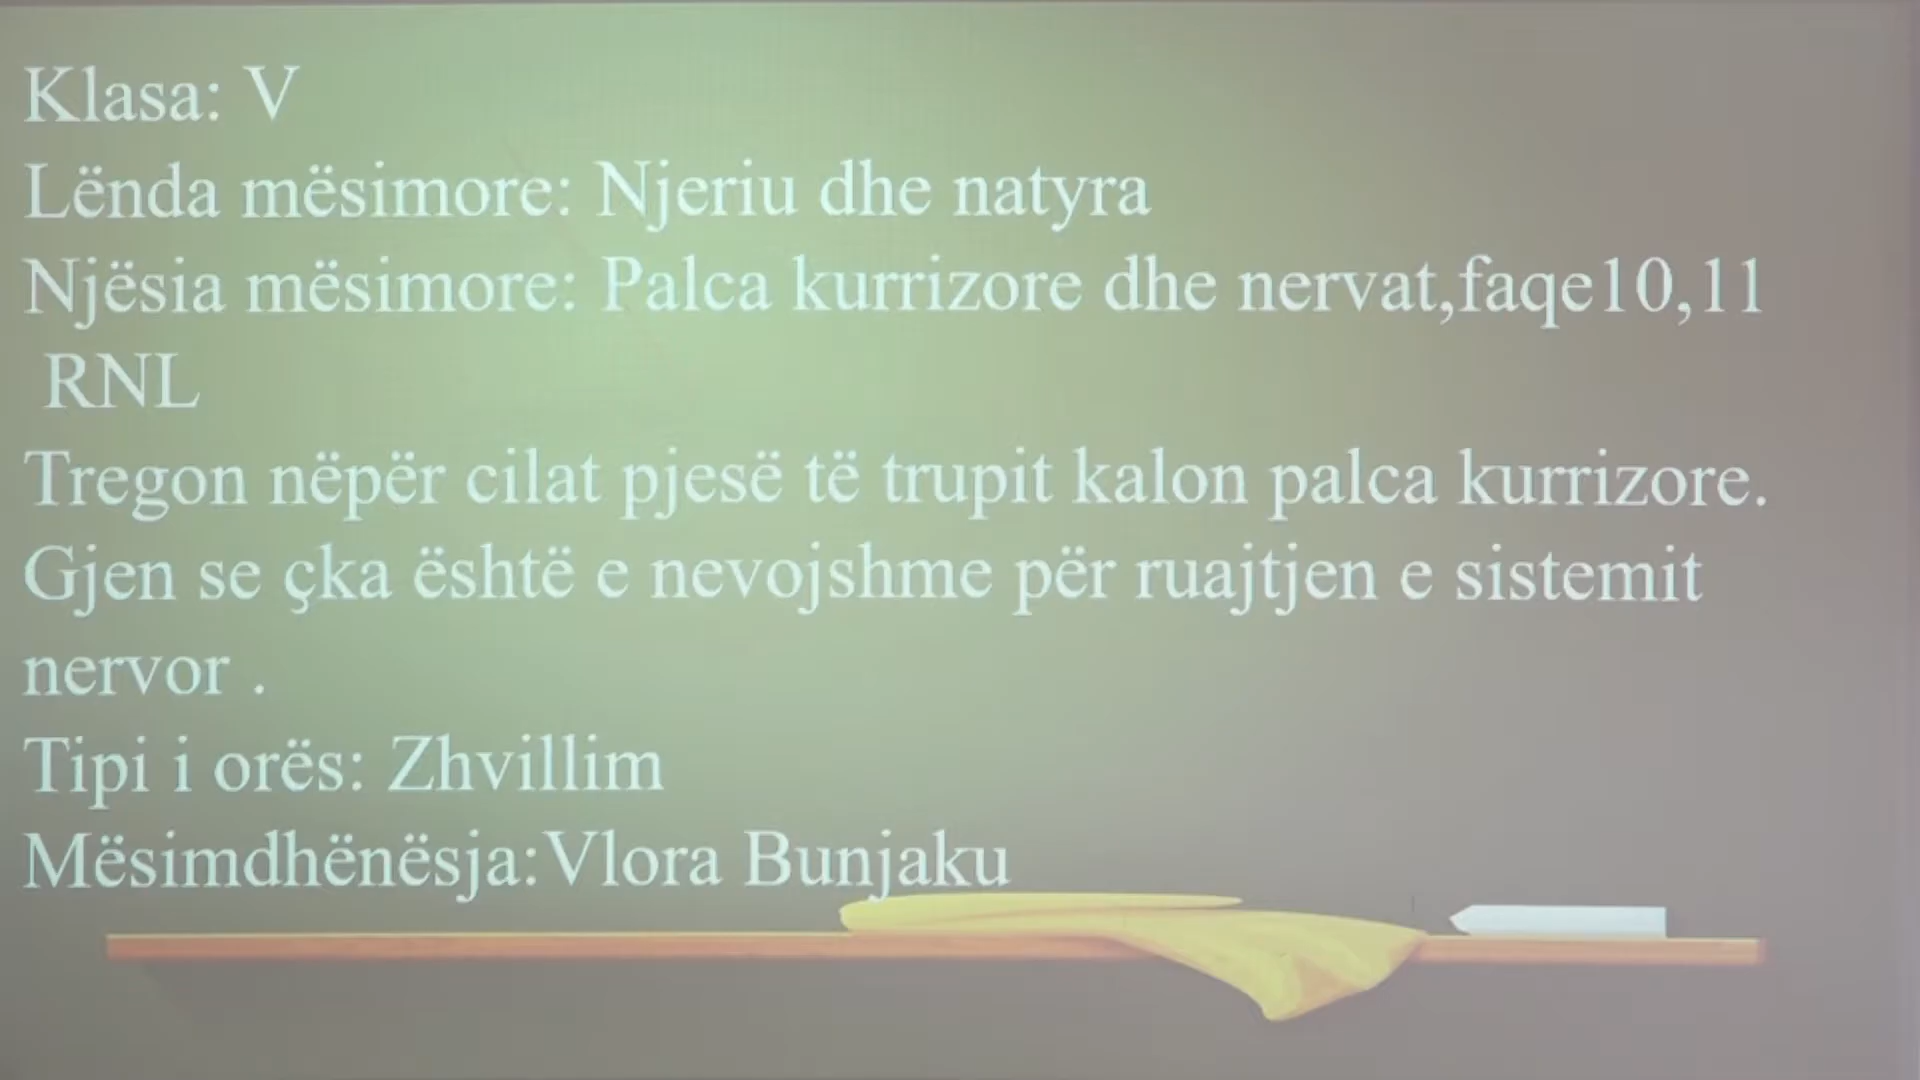 Klasa: V
Lënda mësimore: Njeriu dhe natyra
Njësia mësimore: Palca kurrizore dhe nervat,faqe10,11
RNL
Tregon nëpër cilat pjesë të trupit kalon palca kurrizore.
Gjen se çka është e nevojshme për ruajtjen e sistemit
nervor .
Tipi i orës: Zhvillim
Mësimdhënësja:Vlora Bunjaku